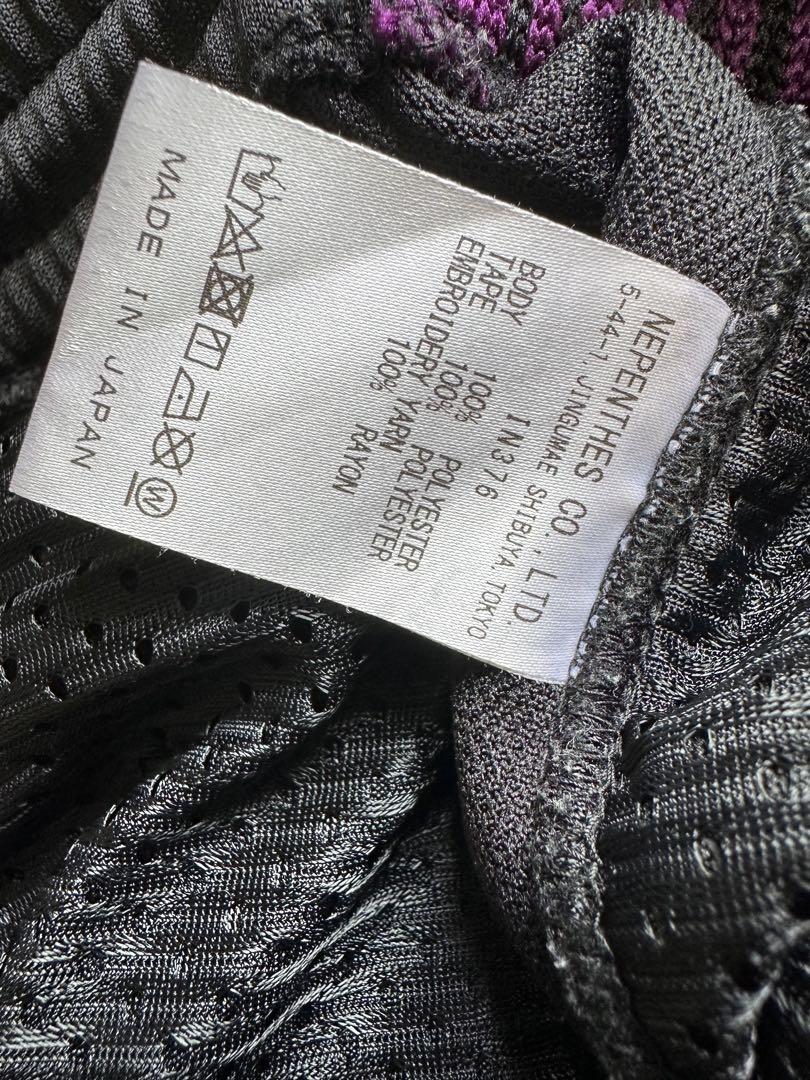 NEPENTHES CO., LTD.
5-44-1, JINGUMAE SHIBUYA, TOKYO
IN376
BODY 100% POLYESTER
TAPE 100% POLYESTER
EMBROIDERY YARN
100% RAYON
W
MADE IN JAPAN